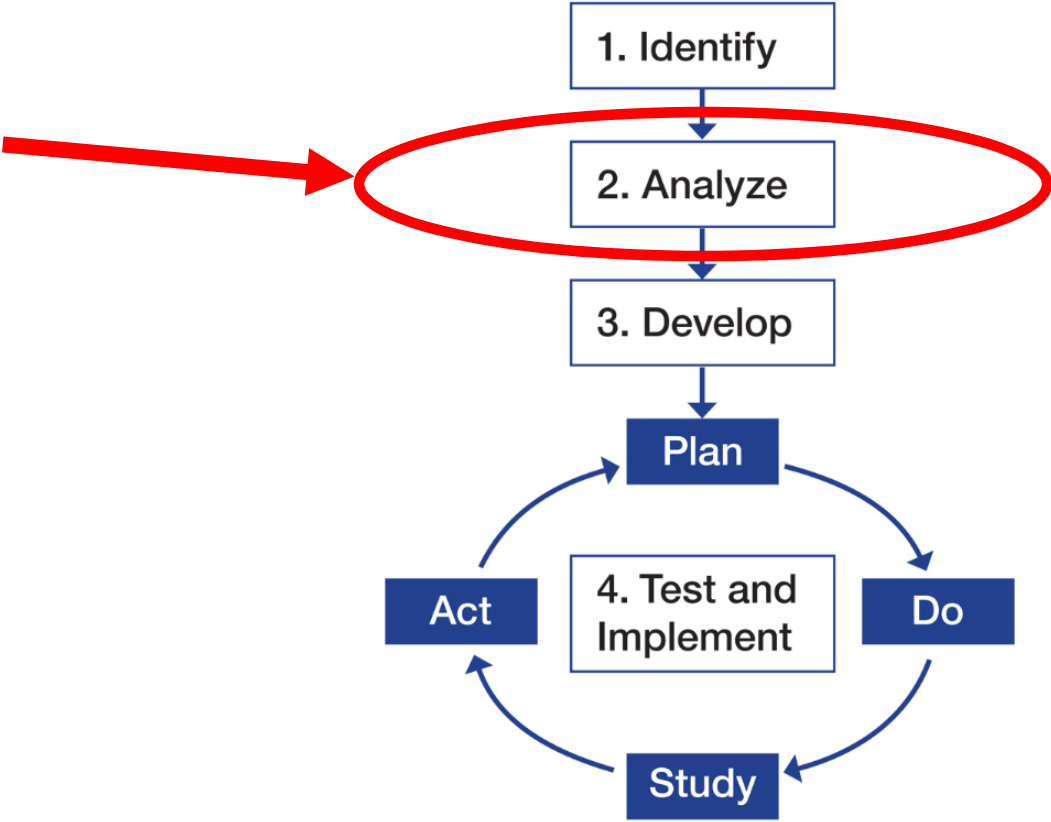 1. Identify
2. Analyze
3. Develop
Plan
Act
4. Test and
Implement
Do
Study